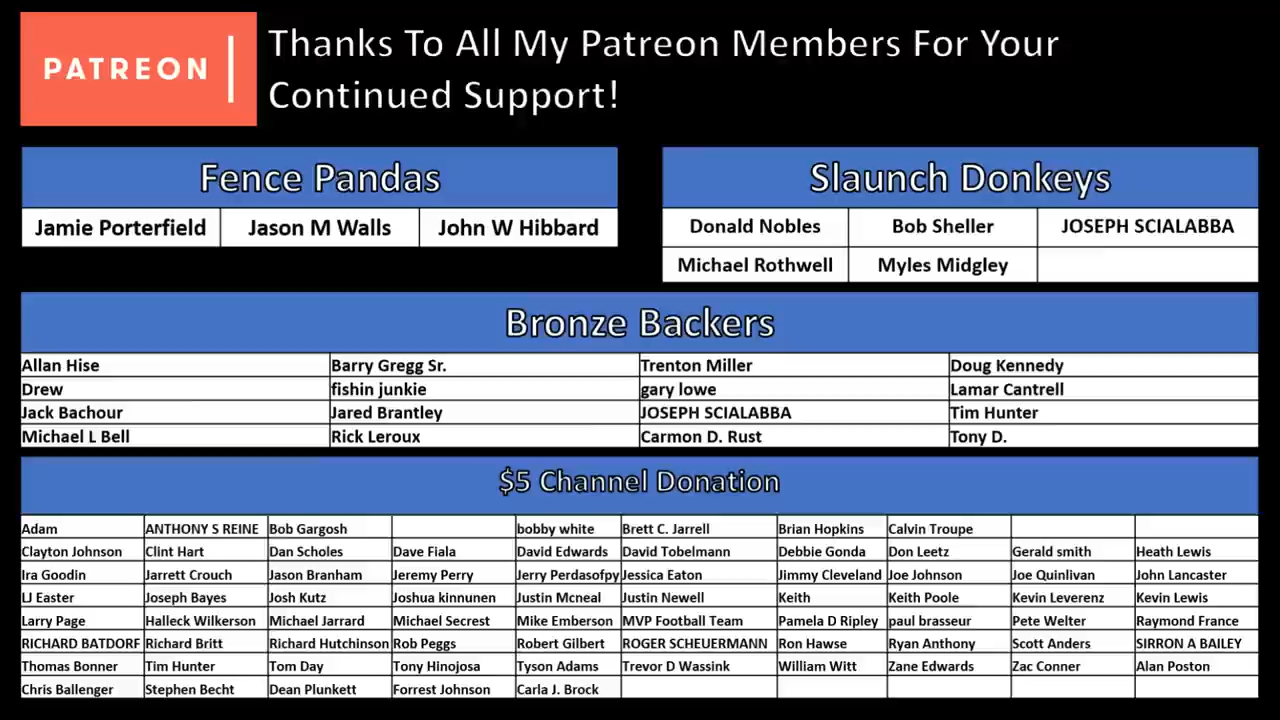 PATREON
Thanks To All My Patreon Members For Your
Continued Support!
Fence Pandas
Jamie Porterfield Jason M Walls John W Hibbard
Slaunch Donkeys
Donald Nobles Bob Sheller JOSEPH SCIALABBA
Michael Rothwell Myles Midgley
Bronze Backers
Allan Hise Barry Gregg Sr. Trenton Miller Doug Kennedy
Drew fishin junkie gary lowe Lamar Cantrell
Jack Bachour Jared Brantley JOSEPH SCIALABBA Tim Hunter
Michael L Bell Rick Leroux Carmon D. Rust Tony D.
$5 Channel Donation
Adam ANTHONY S REINE Bob Gargosh bobby white Brett C. Jarrell Brian Hopkins Calvin Troupe
Clayton Johnson Clint Hart Dan Scholes Dave Fiala David Edwards David Tobelmann Debbie Gonda Don Leetz Gerald smith Heath Lewis
Ira Goodin Jarrett Crouch Jason Branham Jeremy Perry Jerry Perdasofpy Jessica Eaton Jimmy Cleveland Joe Johnson Joe Quinlivan John Lancaster
LJ Easter Joseph Bayes Josh Kutz Joshua kinnunen Justin Mcneal Justin Newell Keith Keith Poole Kevin Leverenz Kevin Lewis
Larry Page Halleck Wilkerson Michael Jarrard Michael Secrest Mike Emberson MVP Football Team Pamela D Ripley paul brasseur Pete Welter Raymond France
RICHARD BATDORF Richard Britt Richard Hutchinson Rob Peggs Robert Gilbert ROGER SCHEUERMANN Ron Hawse Ryan Anthony Scott Anders SIRRON A BAILEY
Thomas Bonner Tim Hunter Tom Day Tony Hinojosa Tyson Adams Trevor D Wassink William Witt Zane Edwards Zac Conner Alan Poston
Chris Ballenger Stephen Becht Dean Plunkett Forrest Johnson Carla J. Brock